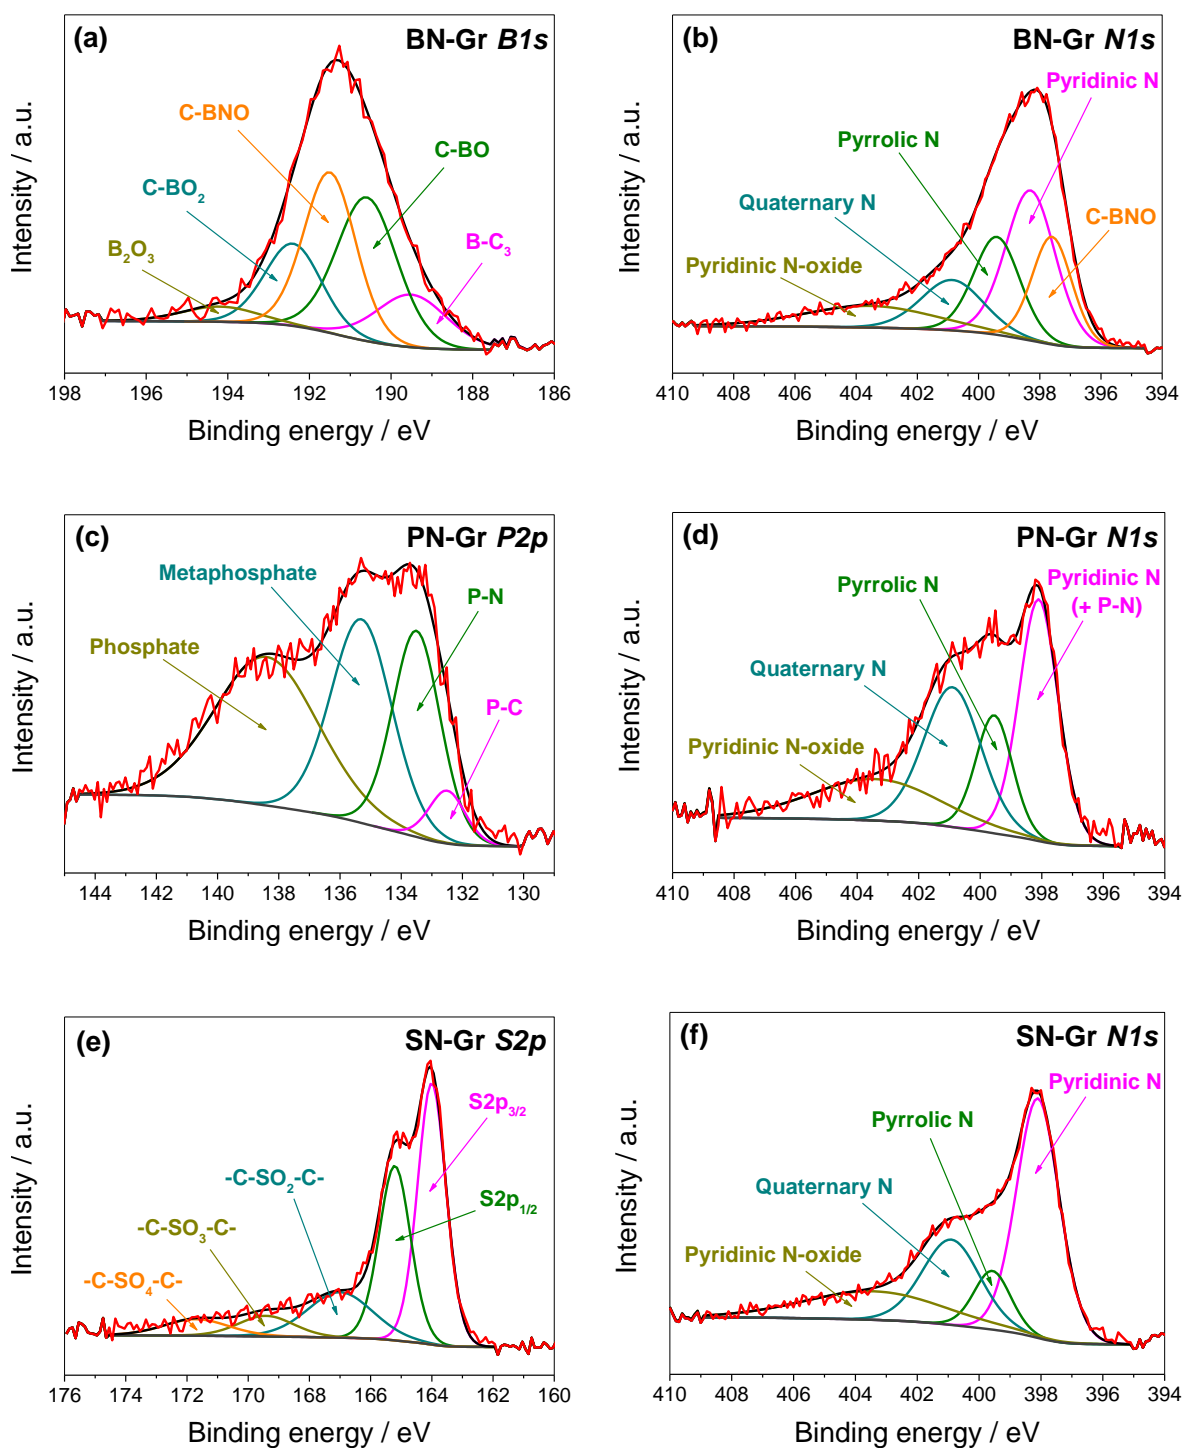 (a)
BN-Gr B1s
C-BNO
C-BO
C-BO2
B2O3
B-C3
Intensity / a.u.
198 196 194 192 190 188 186
Binding energy / eV
(b)
BN-Gr N1s
Pyridinic N
Pyrrolic N
Quaternary N
C-BNO
Pyridinic N-oxide
Intensity / a.u.
410 408 406 404 402 400 398 396 394
Binding energy / eV
(c)
PN-Gr P2p
Metaphosphate
P-N
Phosphate
P-C
Intensity / a.u.
144 142 140 138 136 134 132 130
Binding energy / eV
(d)
PN-Gr N1s
Pyridinic N
(+ P-N)
Pyrrolic N
Quaternary N
Pyridinic N-oxide
Intensity / a.u.
410 408 406 404 402 400 398 396 394
Binding energy / eV
(e)
SN-Gr S2p
S2p3/2
-C-SO2-C-
S2p1/2
-C-SO3-C-
-C-SO4-C-
Intensity / a.u.
176 174 172 170 168 166 164 162 160
Binding energy / eV
(f)
SN-Gr N1s
Pyridinic N
Pyrrolic N
Quaternary N
Pyridinic N-oxide
Intensity / a.u.
410 408 406 404 402 400 398 396 394
Binding energy / eV